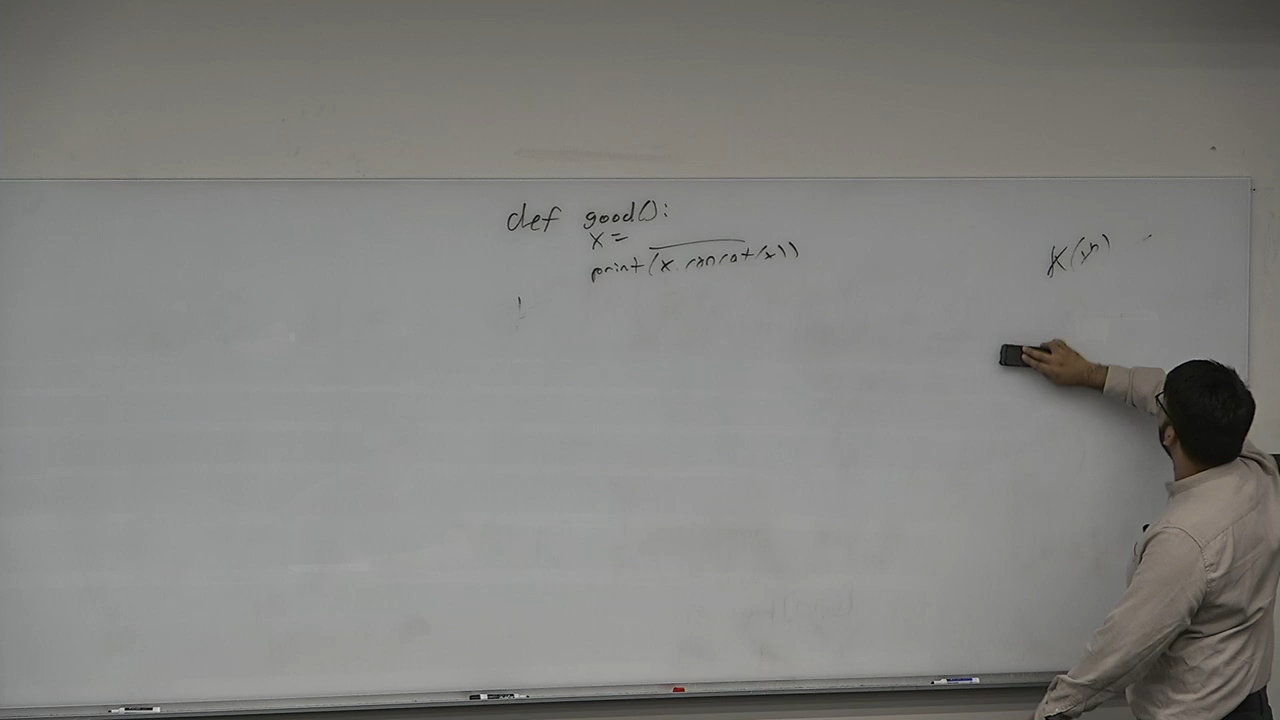 def good():
x =
print(x.concat(x))